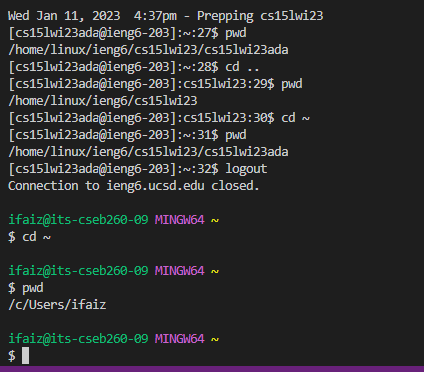 Wed Jan 11, 2023  4:37pm - Prepping cs15lwi23
[cs15lwi23ada@ieng6-203]:~:27$ pwd
/home/linux/ieng6/cs15lwi23/cs15lwi23ada
[cs15lwi23ada@ieng6-203]:~:28$ cd ..
[cs15lwi23ada@ieng6-203]:cs15lwi23:29$ pwd
/home/linux/ieng6/cs15lwi23
[cs15lwi23ada@ieng6-203]:cs15lwi23:30$ cd ~
[cs15lwi23ada@ieng6-203]:~:31$ pwd
/home/linux/ieng6/cs15lwi23/cs15lwi23ada
[cs15lwi23ada@ieng6-203]:~:32$ logout
Connection to ieng6.ucsd.edu closed.
ifaiz@its-cseb260-09 MINGW64 ~
$ cd ~
ifaiz@its-cseb260-09 MINGW64 ~
$ pwd
/c/Users/ifaiz
ifaiz@its-cseb260-09 MINGW64 ~
$